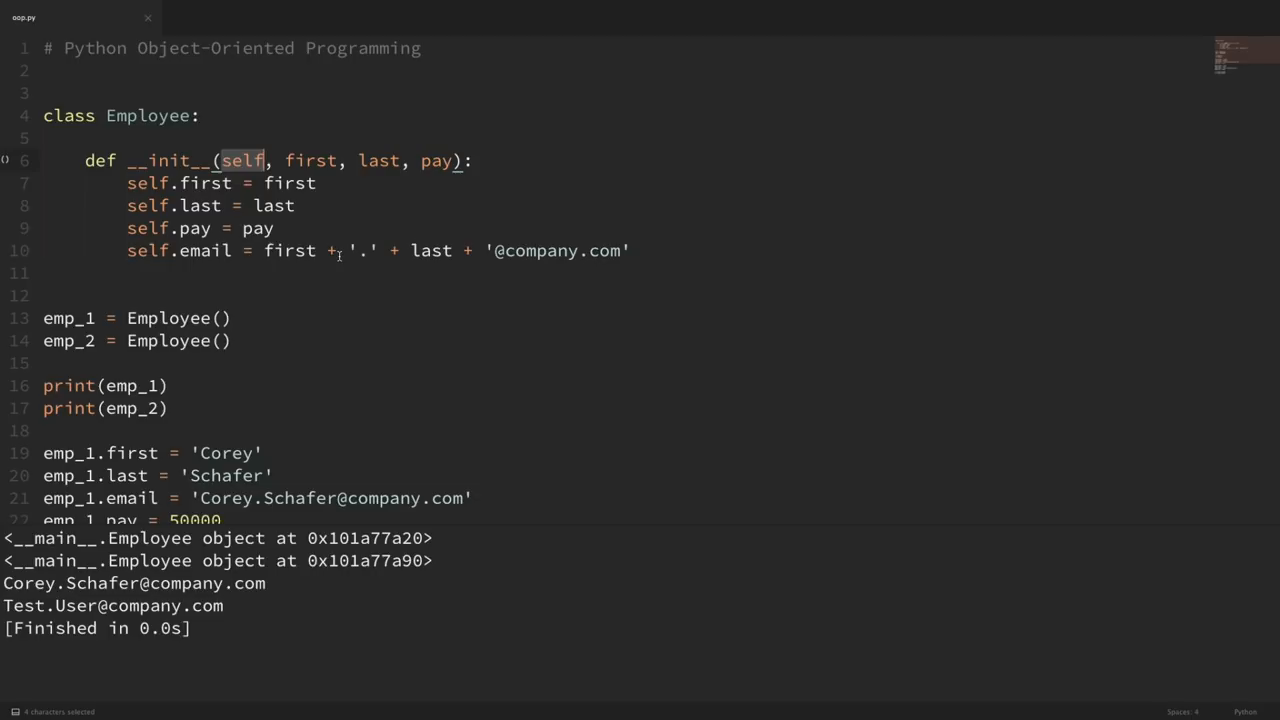 oop.py ×
1 # Python Object-Oriented Programming
2
3
4 class Employee:
5
() 6     def __init__(self, first, last, pay):
7         self.first = first
8         self.last = last
9         self.pay = pay
10         self.email = first + '.' + last + '@company.com'
11
12
13 emp_1 = Employee()
14 emp_2 = Employee()
15
16 print(emp_1)
17 print(emp_2)
18
19 emp_1.first = 'Corey'
20 emp_1.last = 'Schafer'
21 emp_1.email = 'Corey.Schafer@company.com'
22 emp_1.pay = 50000
<__main__.Employee object at 0x101a77a20>
<__main__.Employee object at 0x101a77a90>
Corey.Schafer@company.com
Test.User@company.com
[Finished in 0.0s]
4 characters selected Spaces: 4 Python